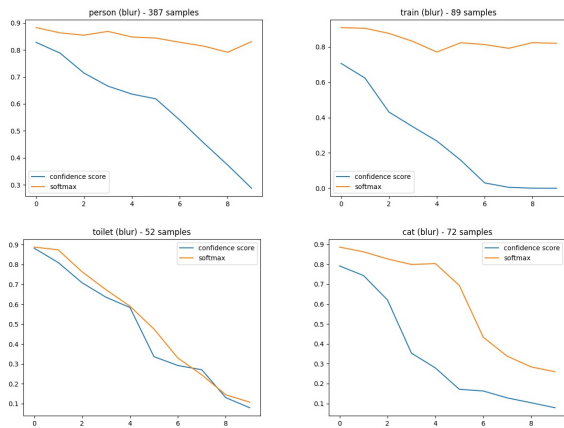 person (blur) - 387 samples
0.9
0.8
0.7
0.6
0.5
0.4
0.3
confidence score
softmax
0 2 4 6 8
train (blur) - 89 samples
0.8
0.6
0.4
0.2
0.0
confidence score
softmax
0 2 4 6 8
toilet (blur) - 52 samples
0.9
0.8
0.7
0.6
0.5
0.4
0.3
0.2
0.1
confidence score
softmax
0 2 4 6 8
cat (blur) - 72 samples
0.9
0.8
0.7
0.6
0.5
0.4
0.3
0.2
0.1
confidence score
softmax
0 2 4 6 8